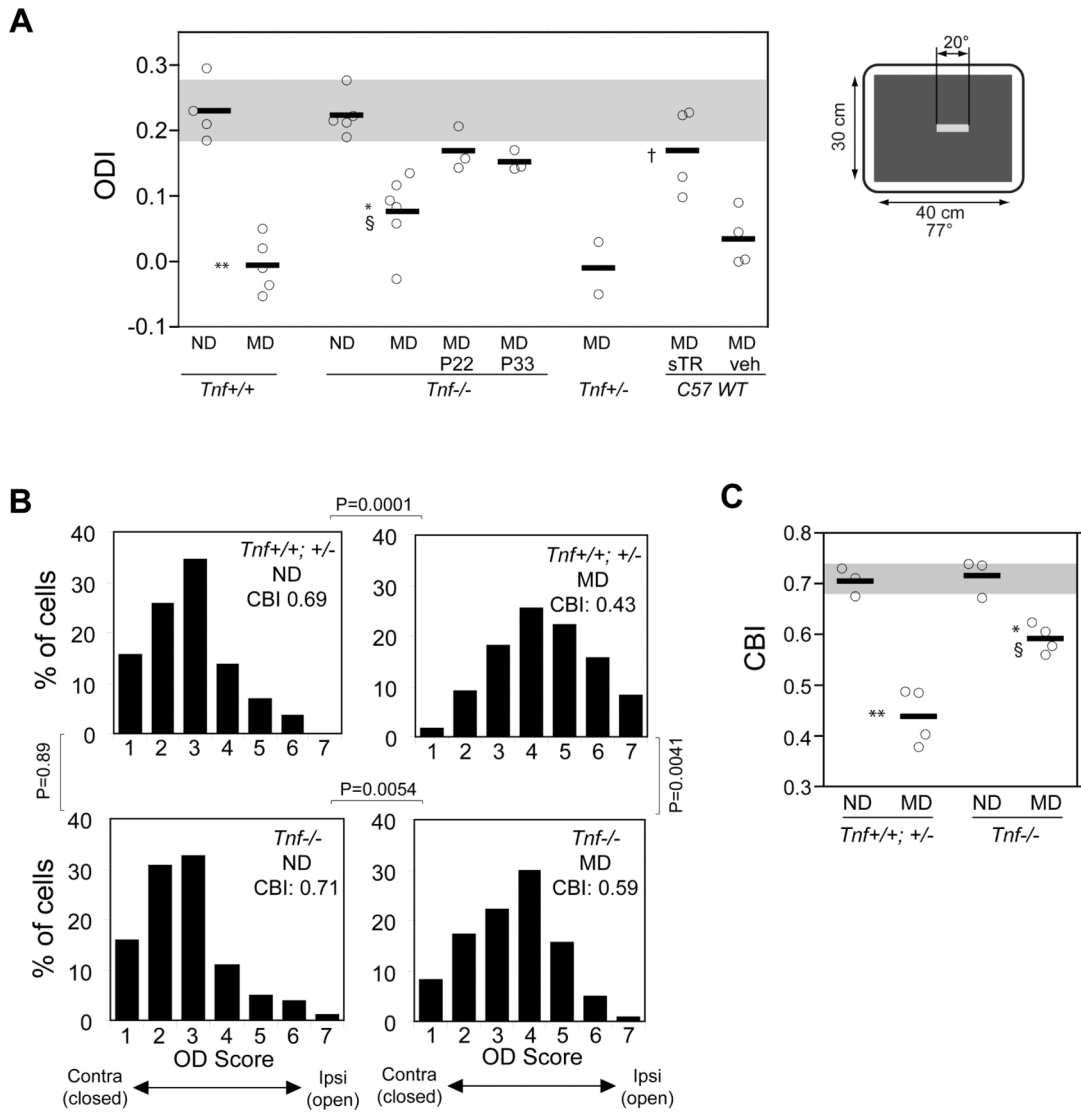 A
0.3
0.2
0.1
0.0
-0.1
ODI
** * § †
ND MD ND MD MD MD MD MD MD
P22 P33 sTR veh
Tnf+/+ Tnf-/- Tnf+/- C57 WT
20°
30 cm
40 cm
77°
B
P=0.0001
40
30
20
10
0
% of cells
Tnf+/+; +/-
ND
CBI 0.69
1 2 3 4 5 6 7
40
30
20
10
0
Tnf+/+; +/-
MD
CBI: 0.43
1 2 3 4 5 6 7
P=0.89
P=0.0054
P=0.0041
40
30
20
10
0
% of cells
Tnf-/-
ND
CBI: 0.71
1 2 3 4 5 6 7
OD Score
Contra
(closed)
Ipsi
(open)
40
30
20
10
0
Tnf-/-
MD
CBI: 0.59
1 2 3 4 5 6 7
OD Score
Contra
(closed)
Ipsi
(open)
C
0.8
0.7
0.6
0.5
0.4
0.3
CBI
** * §
ND MD ND MD
Tnf+/+; +/- Tnf-/-